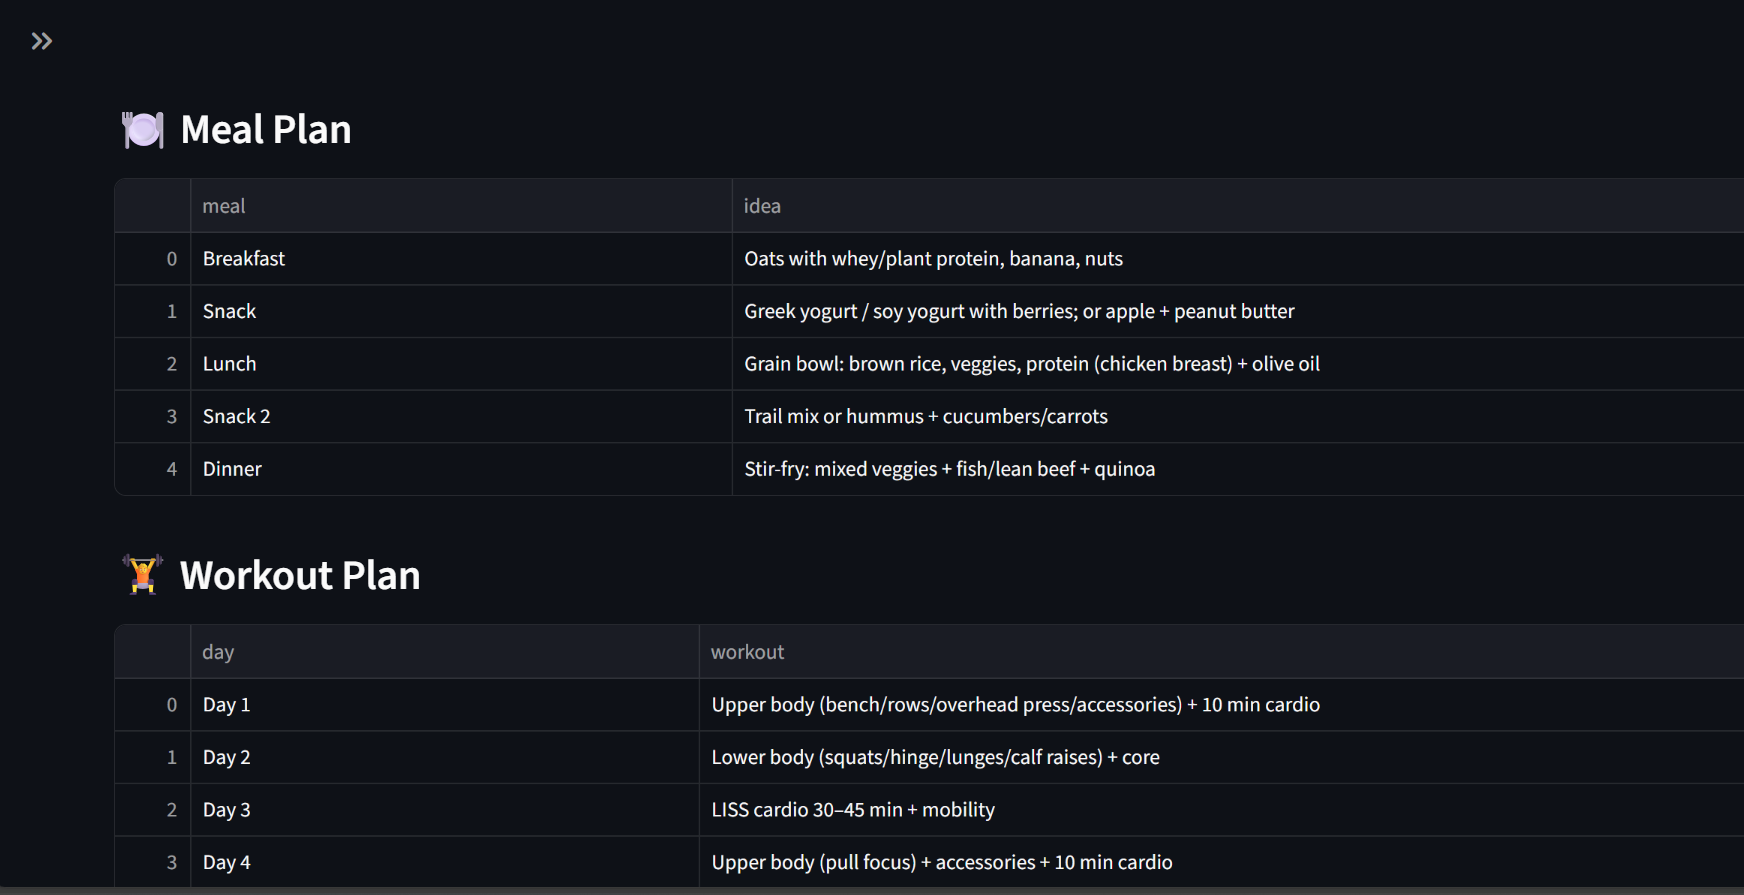 Meal Plan
meal idea
0 Breakfast Oats with whey/plant protein, banana, nuts
1 Snack Greek yogurt / soy yogurt with berries; or apple + peanut butter
2 Lunch Grain bowl: brown rice, veggies, protein (chicken breast) + olive oil
3 Snack 2 Trail mix or hummus + cucumbers/carrots
4 Dinner Stir-fry: mixed veggies + fish/lean beef + quinoa
Workout Plan
day workout
0 Day 1 Upper body (bench/rows/overhead press/accessories) + 10 min cardio
1 Day 2 Lower body (squats/hinge/lunges/calf raises) + core
2 Day 3 LISS cardio 30–45 min + mobility
3 Day 4 Upper body (pull focus) + accessories + 10 min cardio